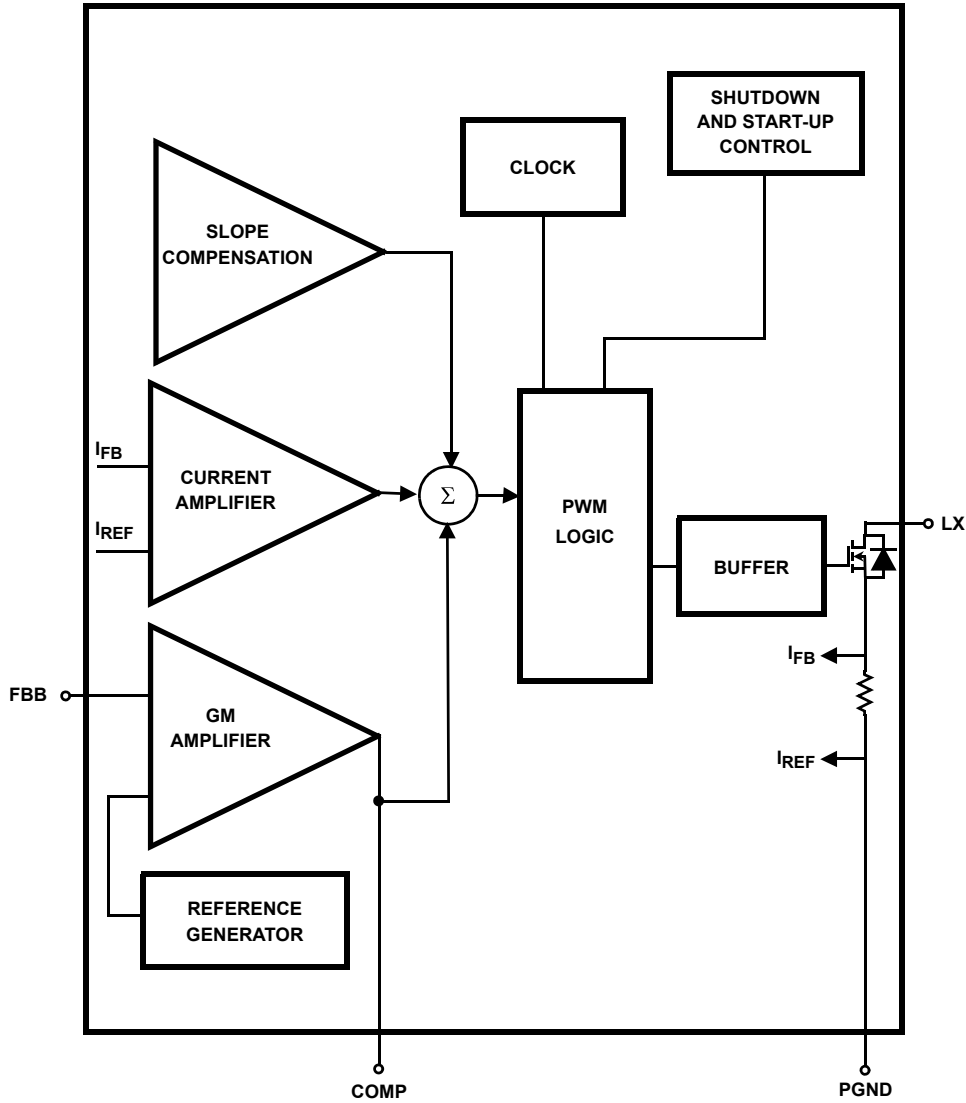 SHUTDOWN
AND START-UP
CONTROL
CLOCK
SLOPE
COMPENSATION
IFB
CURRENT
AMPLIFIER
IREF
Σ
PWM
LOGIC
LX
BUFFER
IFB
FBB
GM
AMPLIFIER
IREF
REFERENCE
GENERATOR
COMP
PGND